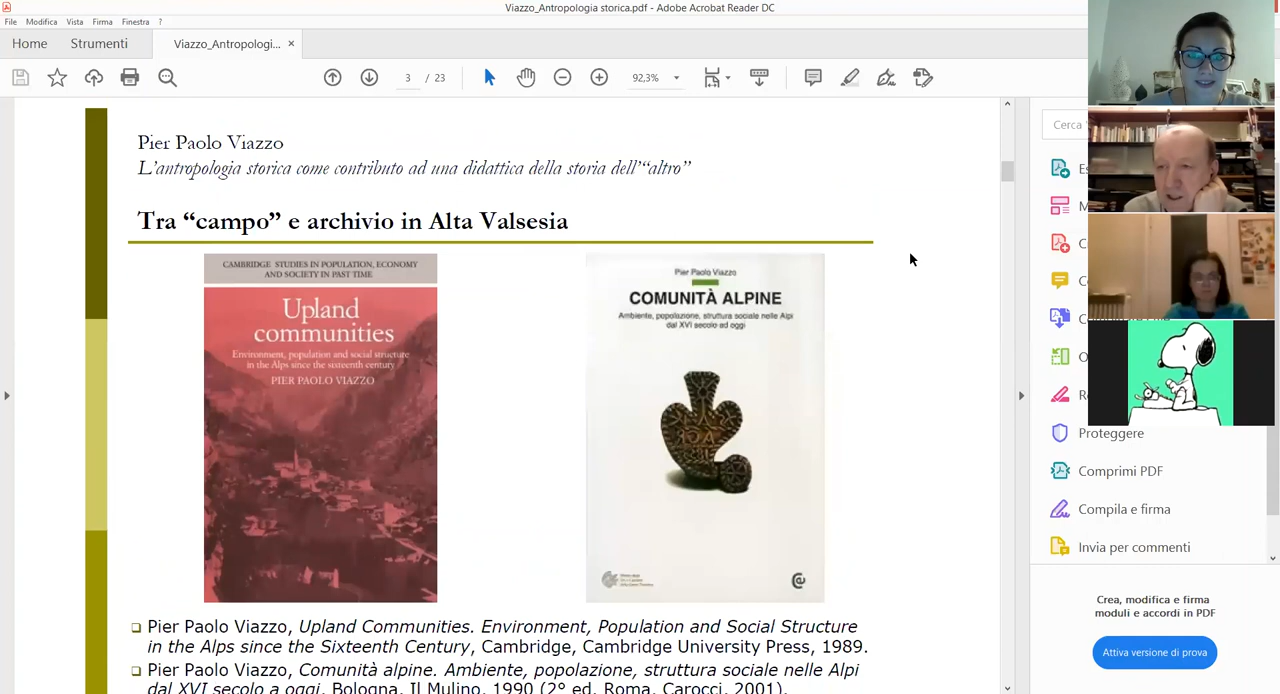 Viazzo_Antropologia storica.pdf - Adobe Acrobat Reader DC
File Modifica Vista Firma Finestra ?
Home Strumenti Viazzo_Antropologi... ×
3 / 23 92,3%
Pier Paolo Viazzo
L'antropologia storica come contributo ad una didattica della storia dell'“altro”
Tra “campo” e archivio in Alta Valsesia
CAMBRIDGE STUDIES IN POPULATION, ECONOMY
AND SOCIETY IN PAST TIME
Upland
communities
Environment, population and social structure
in the Alps since the sixteenth century
PIER PAOLO VIAZZO
Pier Paolo Viazzo
COMUNITÀ ALPINE
Ambiente, popolazione, struttura sociale nelle Alpi
dal XVI secolo ad oggi
Pier Paolo Viazzo, Upland Communities. Environment, Population and Social Structure
in the Alps since the Sixteenth Century, Cambridge, Cambridge University Press, 1989.
Pier Paolo Viazzo, Comunità alpine. Ambiente, popolazione, struttura sociale nelle Alpi
dal XVI secolo a oggi, Bologna, Il Mulino, 1990 (2° ed. Roma, Carocci, 2001).
Cerca
Proteggere
Comprimi PDF
Compila e firma
Invia per commenti
Crea, modifica e firma
moduli e accordi in PDF
Attiva versione di prova